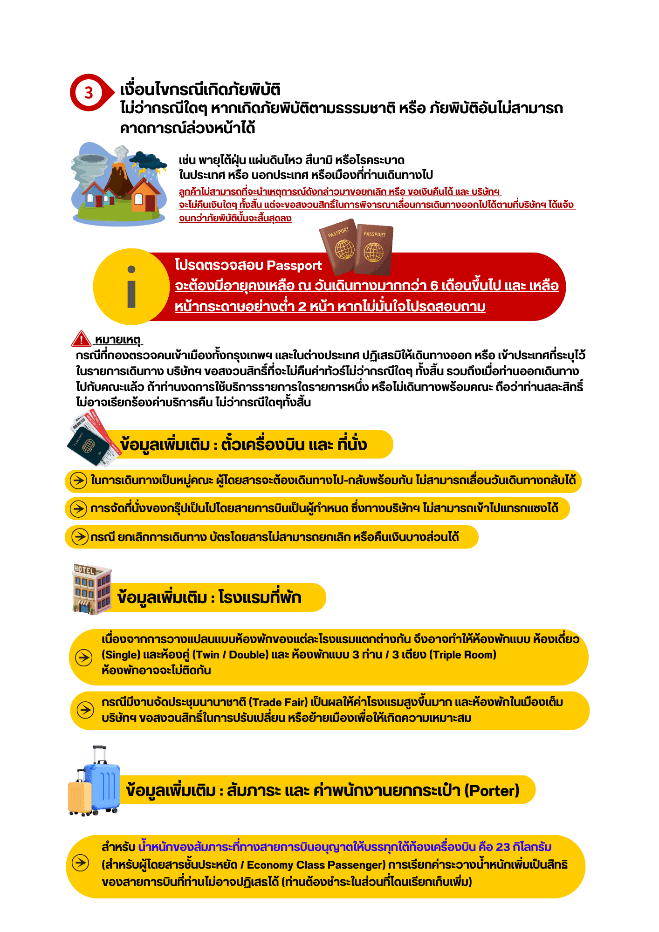 3
เงื่อนไขกรณีเกิดภัยพิบัติ
ไม่ว่ากรณีใดๆ หากเกิดภัยพิบัติตามธรรมชาติ หรือ ภัยพิบัติอันไม่สามารถ
คาดการณ์ล่วงหน้าได้
เช่น พายุไต้ฝุ่น แผ่นดินไหว สึนามิ หรือโรคระบาด
ในประเทศ หรือ นอกประเทศ หรือเมืองที่ท่านเดินทางไป
ลูกค้าไม่สามารถที่จะนำเหตุการณ์ดังกล่าวมาขอยกเลิก หรือ ขอเงินคืนได้ และ บริษัทฯ
จะไม่คืนเงินใดๆ ทั้งสิ้น แต่จะขอสงวนสิทธิ์ในการพิจารณาเลื่อนการเดินทางออกไปได้ตามที่บริษัทฯ ได้แจ้ง
จนกว่าภัยพิบัตินั้นจะสิ้นสุดลง
PASSPORT
PASSPORT
i
โปรดตรวจสอบ Passport
จะต้องมีอายุคงเหลือ ณ วันเดินทางมากกว่า 6 เดือนขึ้นไป และ เหลือ
หน้ากระดาษอย่างต่ำ 2 หน้า หากไม่มั่นใจโปรดสอบถาม
หมายเหตุ
กรณีที่กองตรวจคนเข้าเมืองทั้งกรุงเทพฯ และในต่างประเทศ ปฏิเสธมิให้เดินทางออก หรือ เข้าประเทศที่ระบุไว้
ในรายการเดินทาง บริษัทฯ ขอสงวนสิทธิ์ที่จะไม่คืนค่าทัวร์ไม่ว่ากรณีใดๆ ทั้งสิ้น รวมถึงเมื่อท่านออกเดินทาง
ไปกับคณะแล้ว ถ้าท่านงดการใช้บริการรายการใดรายการหนึ่ง หรือไม่เดินทางพร้อมคณะ ถือว่าท่านสละสิทธิ์
ไม่อาจเรียกร้องค่าบริการคืน ไม่ว่ากรณีใดๆทั้งสิ้น
ข้อมูลเพิ่มเติม : ตั๋วเครื่องบิน และ ที่นั่ง
ในการเดินทางเป็นหมู่คณะ ผู้โดยสารจะต้องเดินทางไป-กลับพร้อมกัน ไม่สามารถเลื่อนวันเดินทางกลับได้
การจัดที่นั่งของกรุ๊ปเป็นไปโดยสายการบินเป็นผู้กำหนด ซึ่งทางบริษัทฯ ไม่สามารถเข้าไปแทรกแซงได้
กรณี ยกเลิกการเดินทาง บัตรโดยสารไม่สามารถยกเลิก หรือคืนเงินบางส่วนได้
HOTEL
ข้อมูลเพิ่มเติม : โรงแรมที่พัก
เนื่องจากการวางแปลนแบบห้องพักของแต่ละโรงแรมแตกต่างกัน จึงอาจทำให้ห้องพักแบบ ห้องเดี่ยว
(Single) และห้องคู่ (Twin / Double) และ ห้องพักแบบ 3 ท่าน / 3 เตียง (Triple Room)
ห้องพักอาจจะไม่ติดกัน
กรณีมีงานจัดประชุมนานาชาติ (Trade Fair) เป็นผลให้ค่าโรงแรมสูงขึ้นมาก และห้องพักในเมืองเต็ม
บริษัทฯ ขอสงวนสิทธิ์ในการปรับเปลี่ยน หรือย้ายเมืองเพื่อให้เกิดความเหมาะสม
ข้อมูลเพิ่มเติม : สัมภาระ และ ค่าพนักงานยกกระเป๋า (Porter)
สำหรับ น้ำหนักของสัมภาระที่ทางสายการบินอนุญาตให้บรรทุกใต้ท้องเครื่องบิน คือ 23 กิโลกรัม
(สำหรับผู้โดยสารชั้นประหยัด / Economy Class Passenger) การเรียกค่าระวางน้ำหนักเพิ่มเป็นสิทธิ
ของสายการบินที่ท่านไม่อาจปฏิเสธได้ (ท่านต้องชำระในส่วนที่โดนเรียกเก็บเพิ่ม)